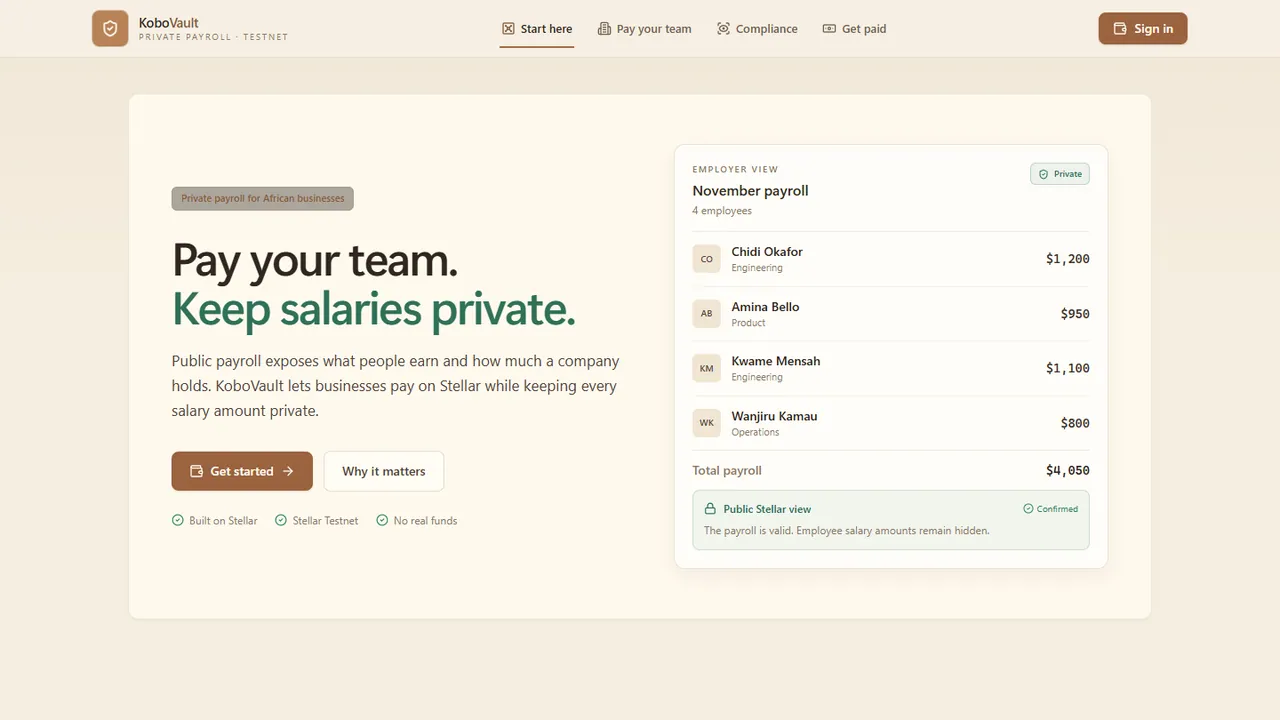 KoboVault
PRIVATE PAYROLL · TESTNET
Start here
Pay your team
Compliance
Get paid
Sign in
Private payroll for African businesses
Pay your team.
Keep salaries private.
Public payroll exposes what people earn and how much a company
holds. KoboVault lets businesses pay on Stellar while keeping every
salary amount private.
Get started
Why it matters
Built on Stellar
Stellar Testnet
No real funds
EMPLOYER VIEW
Private
November payroll
4 employees
CO
Chidi Okafor
Engineering
$1,200
AB
Amina Bello
Product
$950
KM
Kwame Mensah
Engineering
$1,100
WK
Wanjiru Kamau
Operations
$800
Total payroll
$4,050
Public Stellar view
Confirmed
The payroll is valid. Employee salary amounts remain hidden.